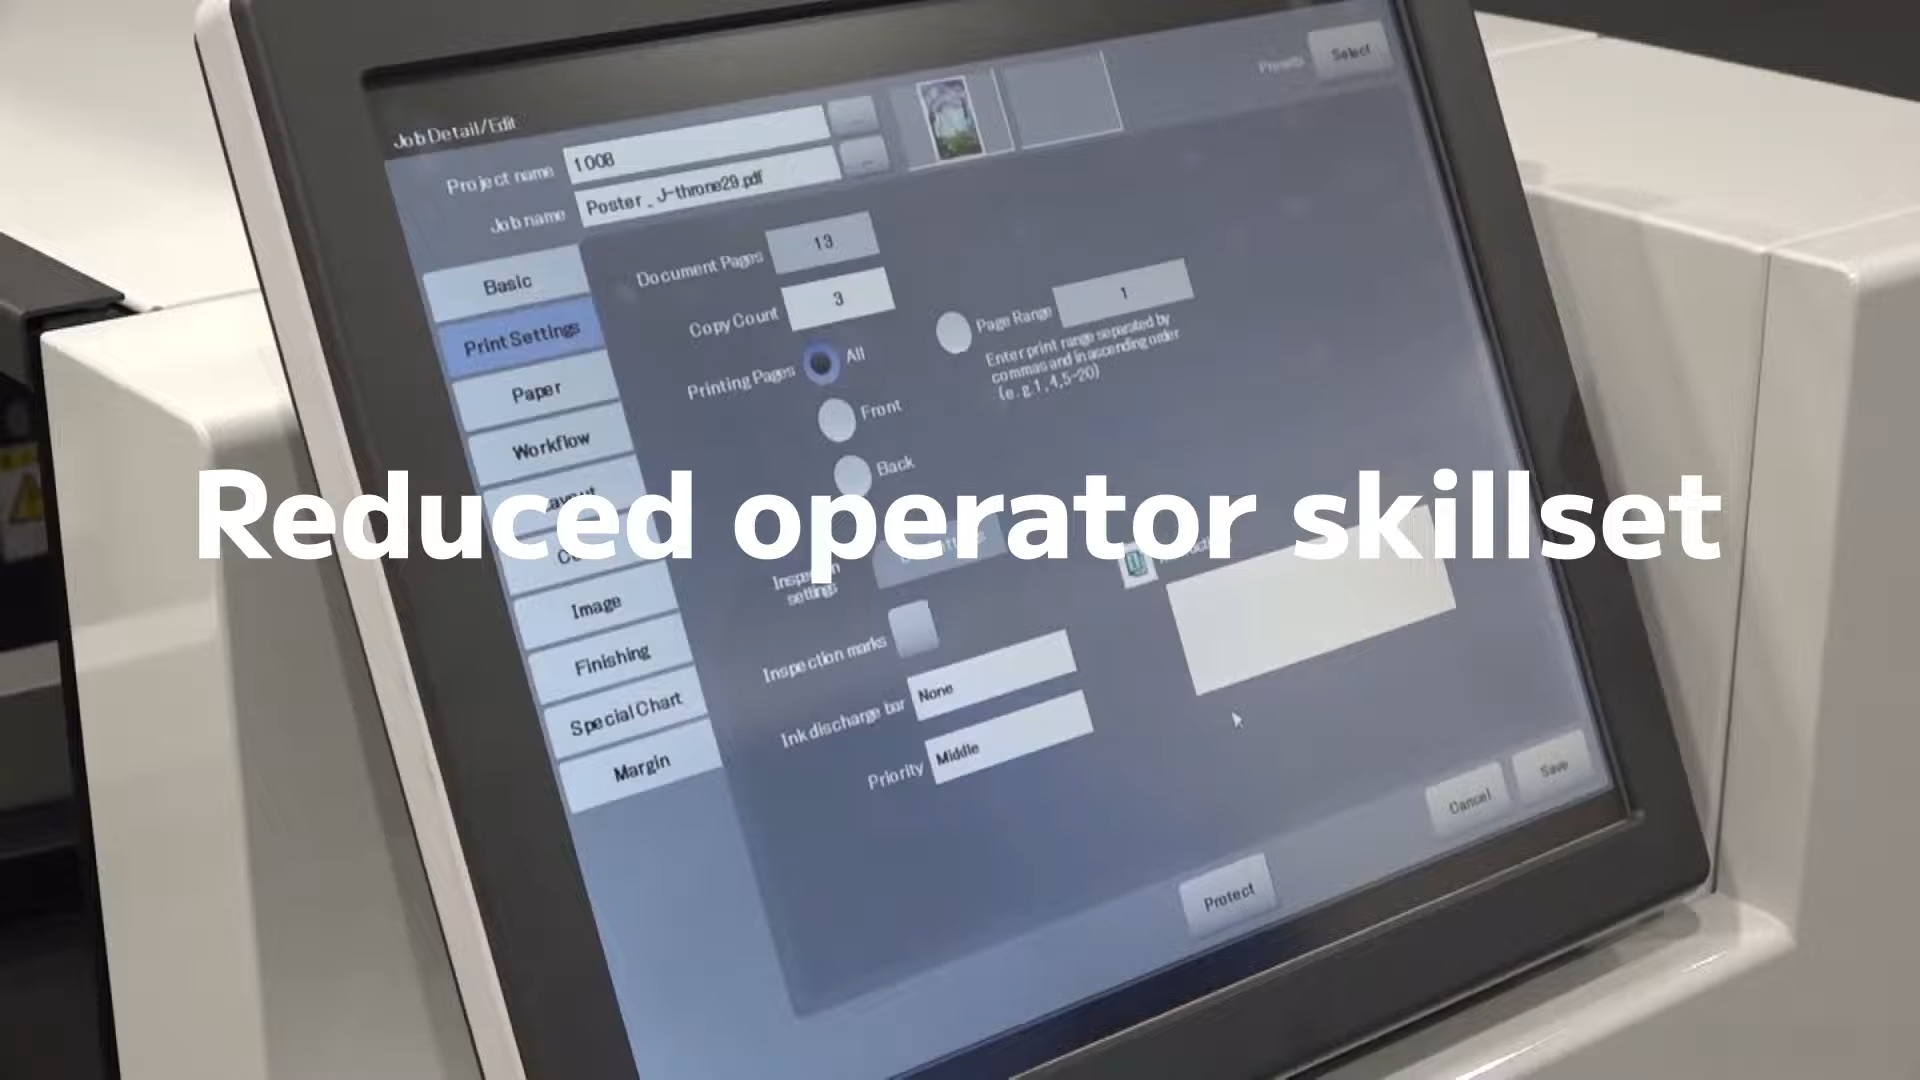 Job Detail/Edit
Presets
Select
Project name
1008
Job name
Poster_J-throne29.pdf
Basic
Print Settings
Paper
Workflow
Layout
Image
Finishing
Special Chart
Margin
Document Pages
13
Copy Count
3
Printing Pages
All
Front
Back
Page Range
1
Enter print range separated by
commas and in ascending order
(e.g.1,4,5-20)
Reduced operator skillset
Inspection
settings
Inspection marks
Ink discharge bar
None
Priority
Middle
Cancel
Save
Protect